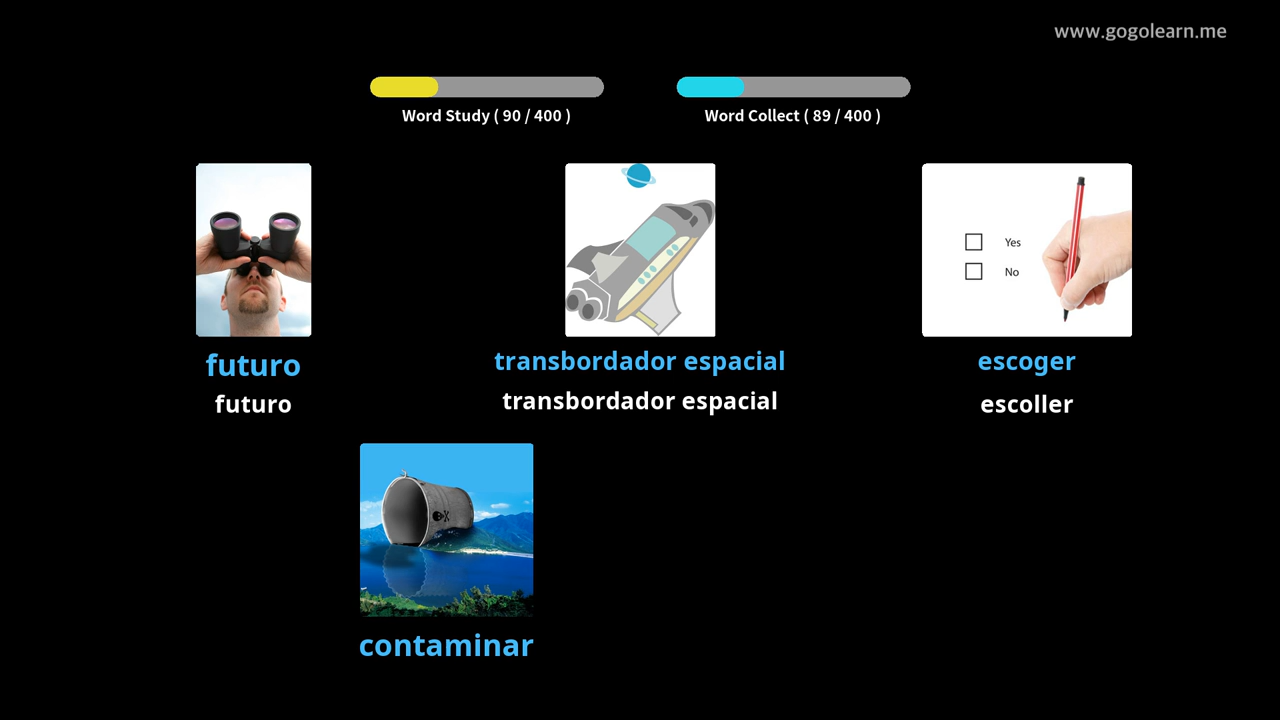 www.gogolearn.me
Word Study ( 90 / 400 )
Word Collect ( 89 / 400 )
Yes
No
futuro
futuro
transbordador espacial
transbordador espacial
escoger
escoller
contaminar